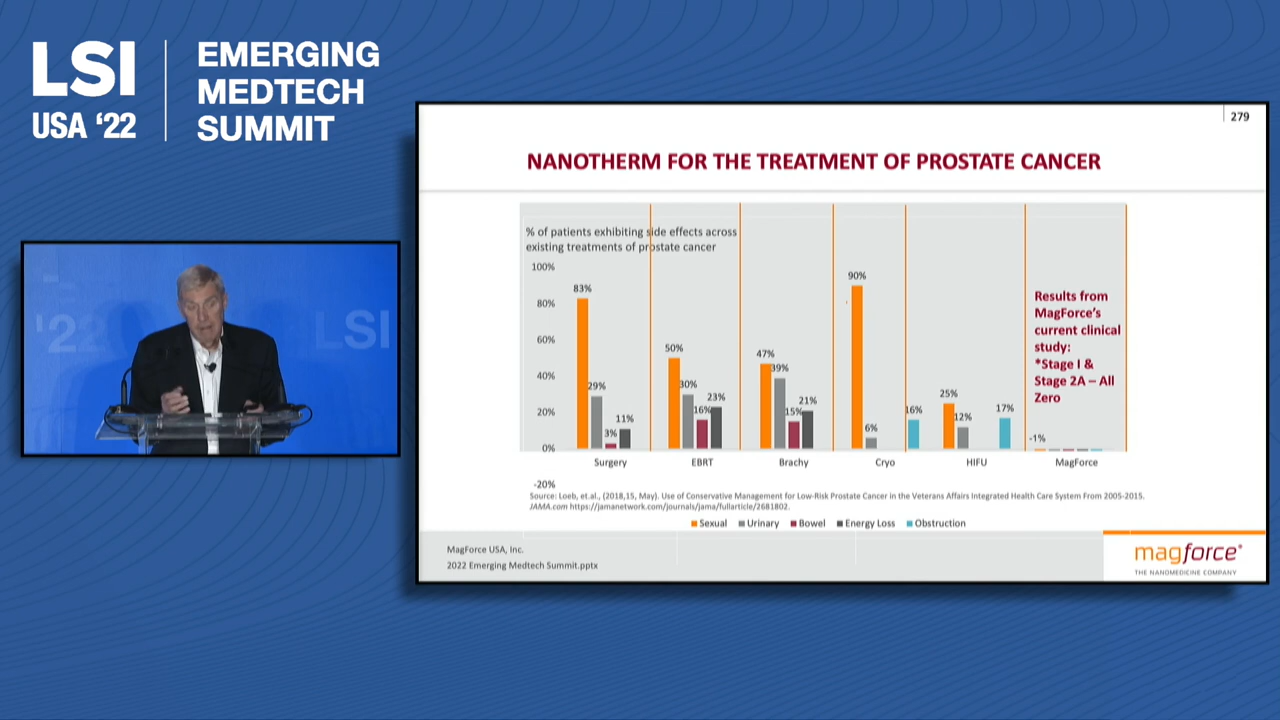 LSI
USA ‘22
EMERGING
MEDTECH
SUMMIT
'22
LSI
279
NANOTHERM FOR THE TREATMENT OF PROSTATE CANCER
% of patients exhibiting side effects across
existing treatments of prostate cancer
100%
80%
60%
40%
20%
0%
-20%
83%
29%
3%
11%
50%
30%
16%
23%
47%
39%
15%
21%
90%
6%
16%
25%
12%
17%
-1%
Results from
MagForce's
current clinical
study:
*Stage I &
Stage 2A – All
Zero
Surgery
EBRT
Brachy
Cryo
HIFU
MagForce
Source: Loeb, et.al., (2018,15, May). Use of Conservative Management for Low-Risk Prostate Cancer in the Veterans Affairs Integrated Health Care System From 2005-2015.
JAMA.com https://jamanetwork.com/journals/jama/fullarticle/2681802.
Sexual Urinary Bowel Energy Loss Obstruction
MagForce USA, Inc.
2022 Emerging Medtech Summit.pptx
magforce
THE NANOMEDICINE COMPANY